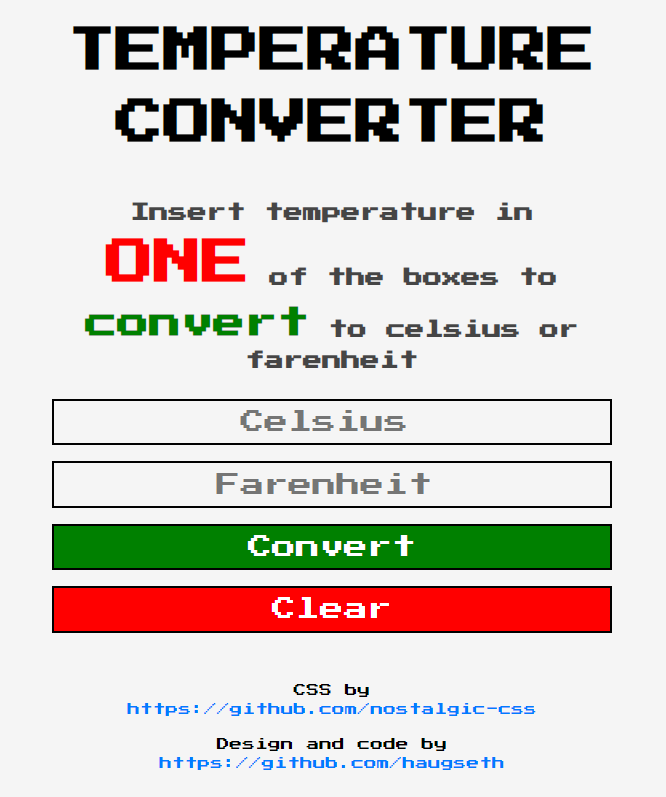 TEMPERATURE
CONVERTER
Insert temperature in
ONE of the boxes to
convert to celsius or
farenheit
Celsius
Farenheit
Convert
Clear
CSS by
https://github.com/nostalgic-css
Design and code by
https://github.com/haugseth